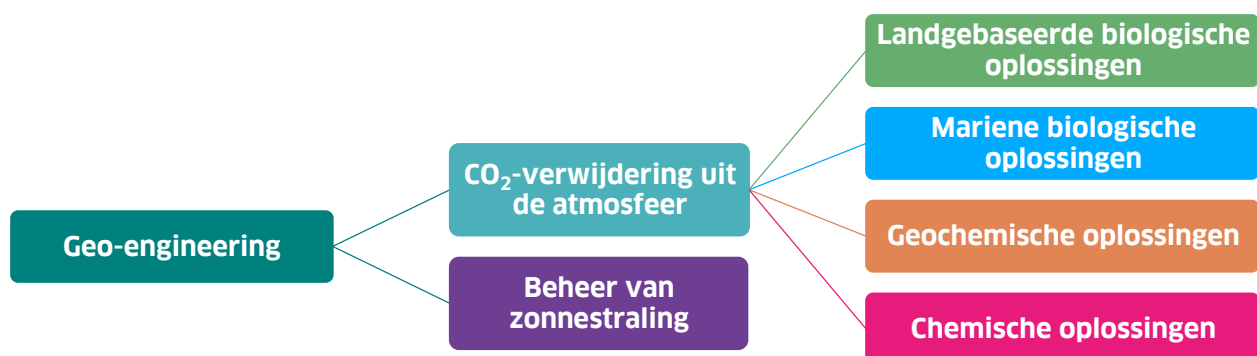 Geo-engineering
CO₂-verwijdering uit
de atmosfeer
Beheer van
zonnestraling
Landgebaseerde biologische
oplossingen
Mariene biologische
oplossingen
Geochemische oplossingen
Chemische oplossingen